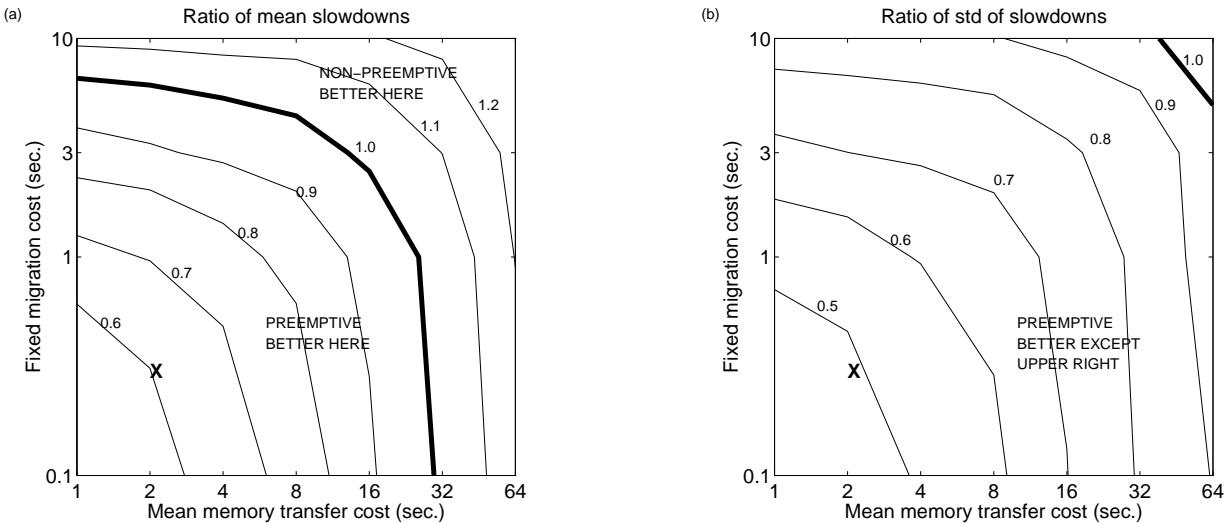 (a)
Ratio of mean slowdowns
10
3
1
0.1
Fixed migration cost (sec.)
NON−PREEMPTIVE
BETTER HERE
1.2
1.1
1.0
0.9
0.8
0.7
0.6
PREEMPTIVE
BETTER HERE
X
1 2 4 8 16 32 64
Mean memory transfer cost (sec.)
(b)
Ratio of std of slowdowns
10
3
1
0.1
Fixed migration cost (sec.)
1.0
0.9
0.8
0.7
0.6
0.5
PREEMPTIVE
BETTER EXCEPT
UPPER RIGHT
X
1 2 4 8 16 32 64
Mean memory transfer cost (sec.)